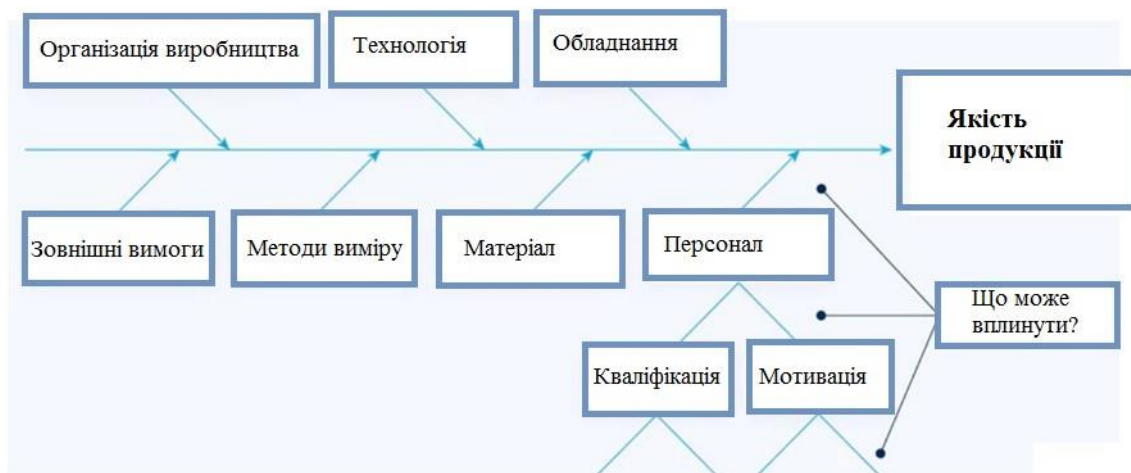 Організація виробництва
Технологія
Обладнання
Якість
продукції
Зовнішні вимоги
Методи виміру
Матеріал
Персонал
Що може
вплинути?
Кваліфікація
Мотивація